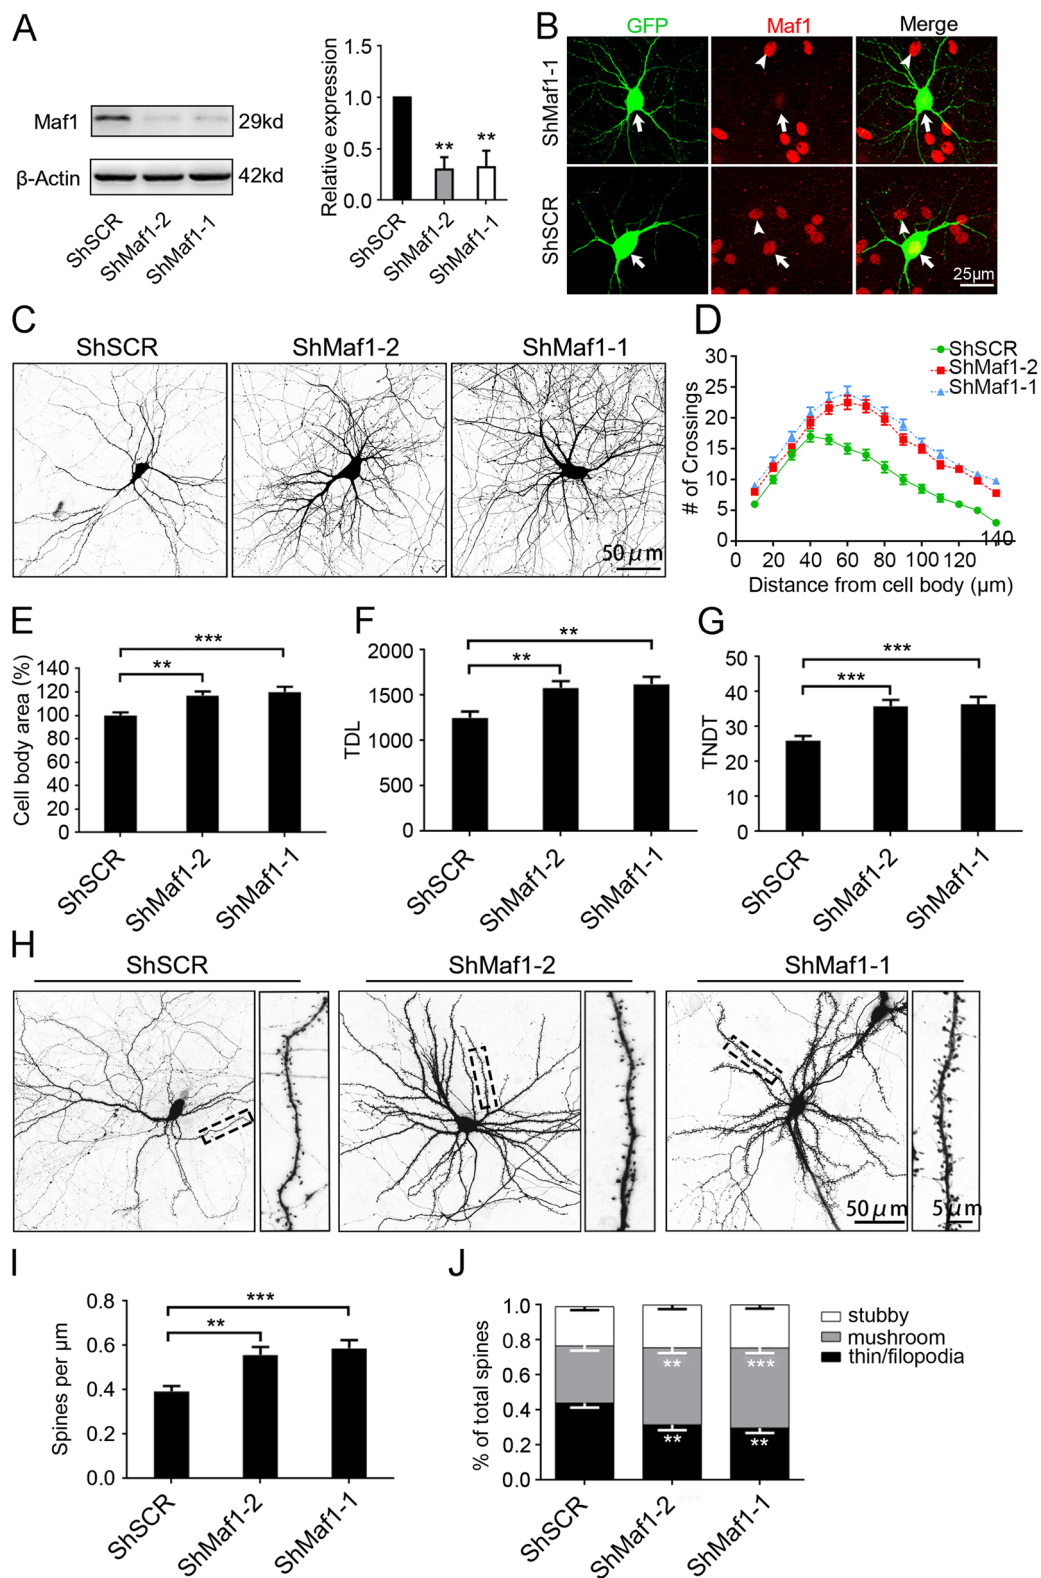 A
Maf1
29kd
β-Actin
42kd
ShSCR
ShMaf1-2
ShMaf1-1
Relative expression
1.5
1.0
0.5
0.0
**
**
ShSCR
ShMaf1-2
ShMaf1-1
B
GFP
Maf1
Merge
ShMaf1-1
ShSCR
25μm
C
ShSCR
ShMaf1-2
ShMaf1-1
50μm
D
ShSCR
ShMaf1-2
ShMaf1-1
# of Crossings
30
25
20
15
10
5
0
0
20
40
60
80
100
120
140
Distance from cell body (μm)
E
Cell body area (%)
140
120
100
80
60
40
20
0
**
***
ShSCR
ShMaf1-2
ShMaf1-1
F
TDL
2000
1500
1000
500
0
**
**
ShSCR
ShMaf1-2
ShMaf1-1
G
TNDT
50
40
30
20
10
0
***
***
ShSCR
ShMaf1-2
ShMaf1-1
H
ShSCR
ShMaf1-2
ShMaf1-1
50μm
5μm
I
Spines per μm
0.8
0.6
0.4
0.2
0.0
**
***
ShSCR
ShMaf1-2
ShMaf1-1
J
% of total spines
1.0
0.8
0.6
0.4
0.2
0.0
**
***
**
**
stubby
mushroom
thin/filopodia
ShSCR
ShMaf1-2
ShMaf1-1